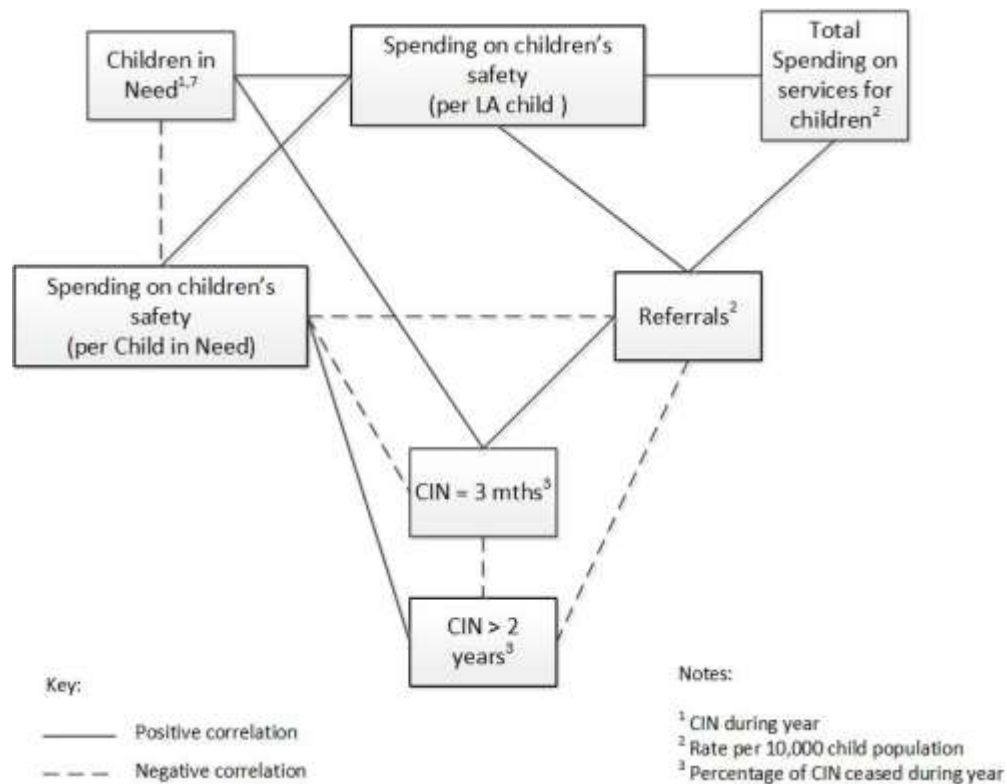 Children in
Need1,7
Spending on children's
safety
(per LA child )
Total
Spending on
services for
children2
Spending on children's
safety
(per Child in Need)
Referrals2
CIN = 3 mths3
CIN > 2
years3
Key:
Positive correlation
Negative correlation
Notes:
1 CIN during year
2 Rate per 10,000 child population
3 Percentage of CIN ceased during year